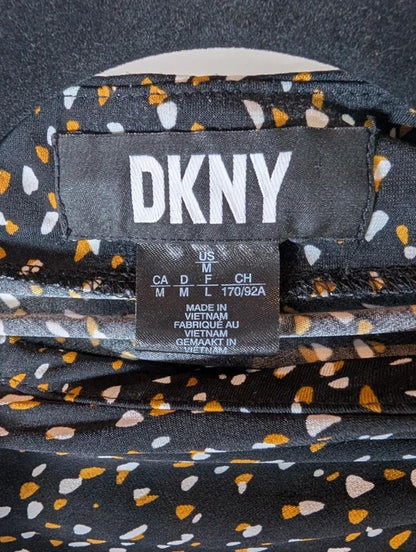 DKNY
US
M
CA D F CH
M M L 170/92A
MADE IN
VIETNAM
FABRIQUÉ AU
VIETNAM
GEMAAKT IN
VIETNAM